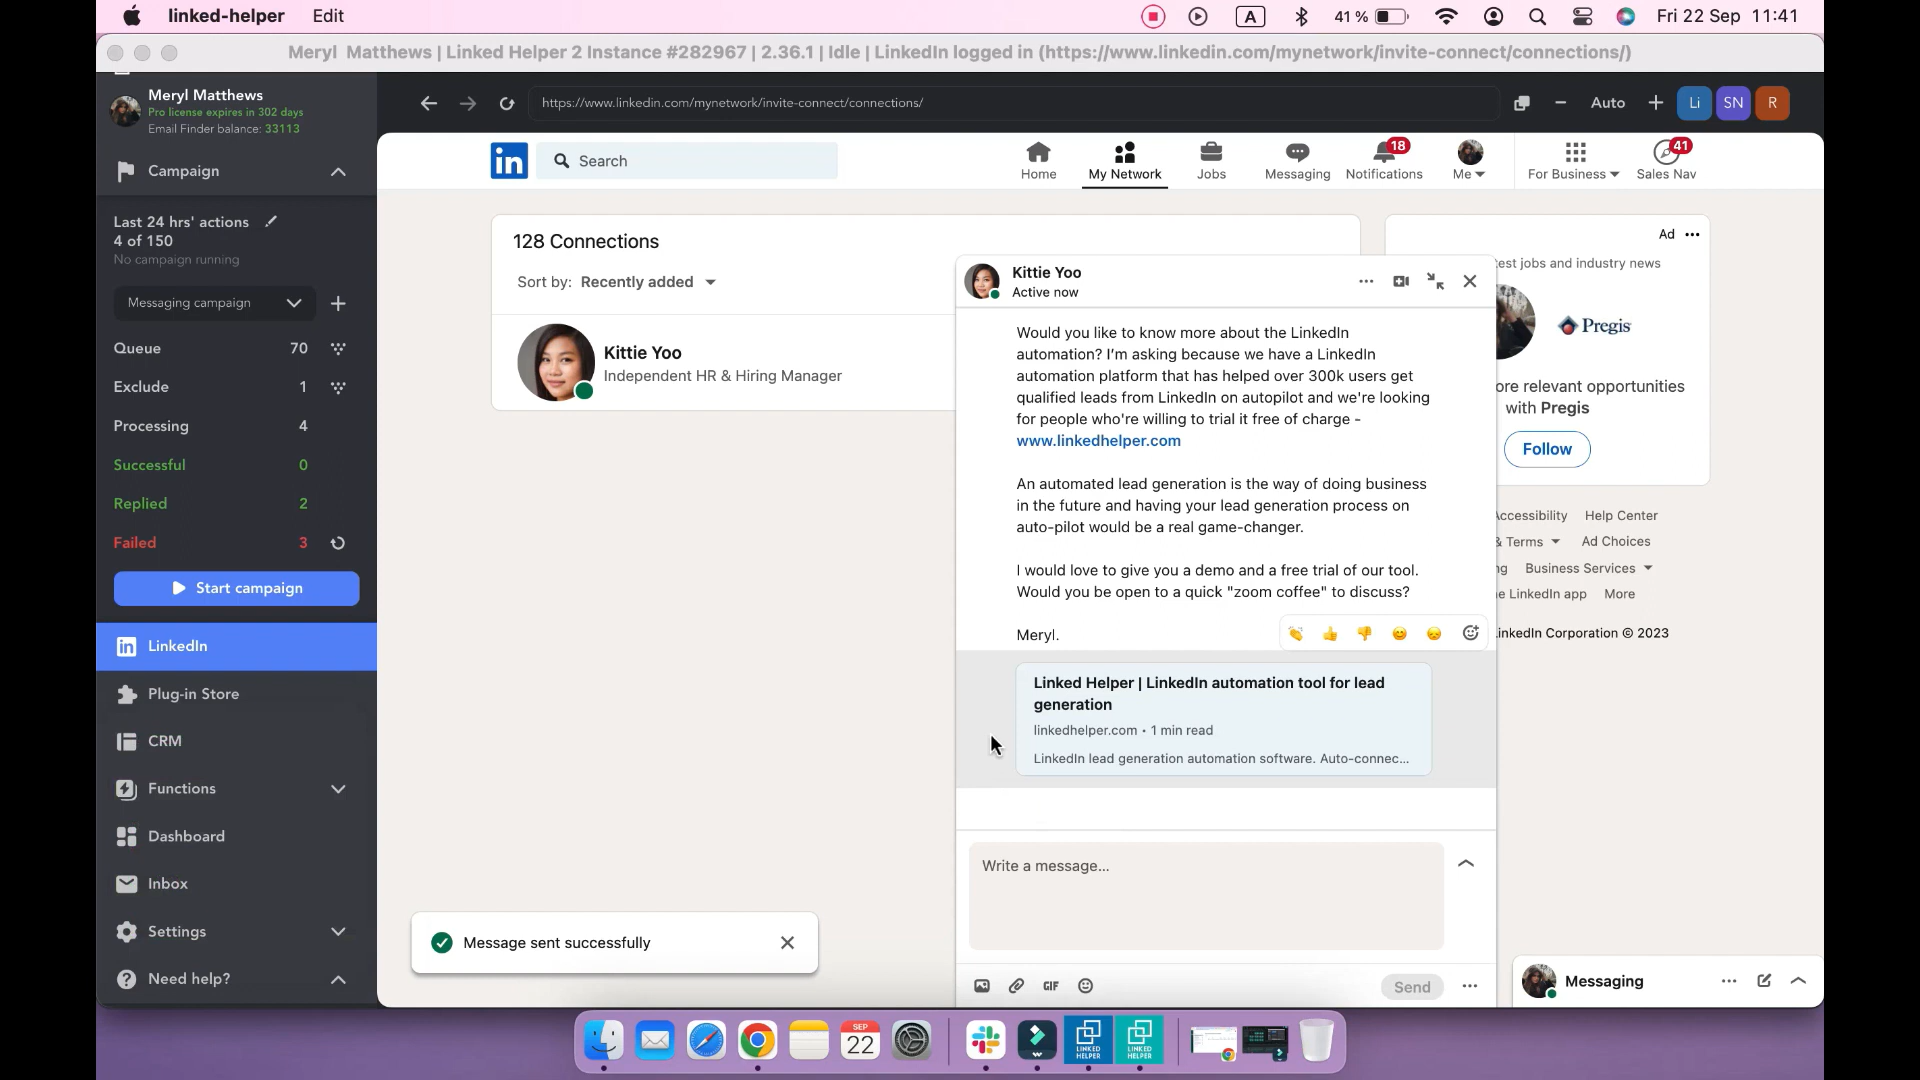 linked-helper Edit
A 41 % Fri 22 Sep 11:41
Meryl Matthews | Linked Helper 2 Instance #282967 | 2.36.1 | Idle | LinkedIn logged in (https://www.linkedin.com/mynetwork/invite-connect/connections/)
Meryl Matthews
Pro license expires in 302 days
Email Finder balance: 33113
Campaign
Last 24 hrs' actions
4 of 150
No campaign running
Messaging campaign
Queue 70
Exclude 1
Processing 4
Successful 0
Replied 2
Failed 3
Start campaign
LinkedIn
Plug-in Store
CRM
Functions
Dashboard
Inbox
Settings
Need help?
https://www.linkedin.com/mynetwork/invite-connect/connections/
Auto Li SN R
in Search
Home
My Network
Jobs
Messaging
18
Notifications
Me
For Business
41
Sales Nav
128 Connections
Sort by: Recently added
Kittie Yoo
Independent HR & Hiring Manager
Kittie Yoo
Active now
Would you like to know more about the LinkedIn
automation? I'm asking because we have a LinkedIn
automation platform that has helped over 300k users get
qualified leads from LinkedIn on autopilot and we're looking
for people who're willing to trial it free of charge -
www.linkedhelper.com
An automated lead generation is the way of doing business
in the future and having your lead generation process on
auto-pilot would be a real game-changer.
I would love to give you a demo and a free trial of our tool.
Would you be open to a quick "zoom coffee" to discuss?
Meryl.
Linked Helper | LinkedIn automation tool for lead
generation
linkedhelper.com • 1 min read
LinkedIn lead generation automation software. Auto-connec...
Write a message...
GIF
Send
Message sent successfully
Ad
jobs and industry news
Pregis
relevant opportunities
with Pregis
Follow
Accessibility Help Center
& Terms Ad Choices
Business Services
LinkedIn app More
LinkedIn Corporation © 2023
Messaging
SEP
22
LINKED
HELPER
LINKED
HELPER